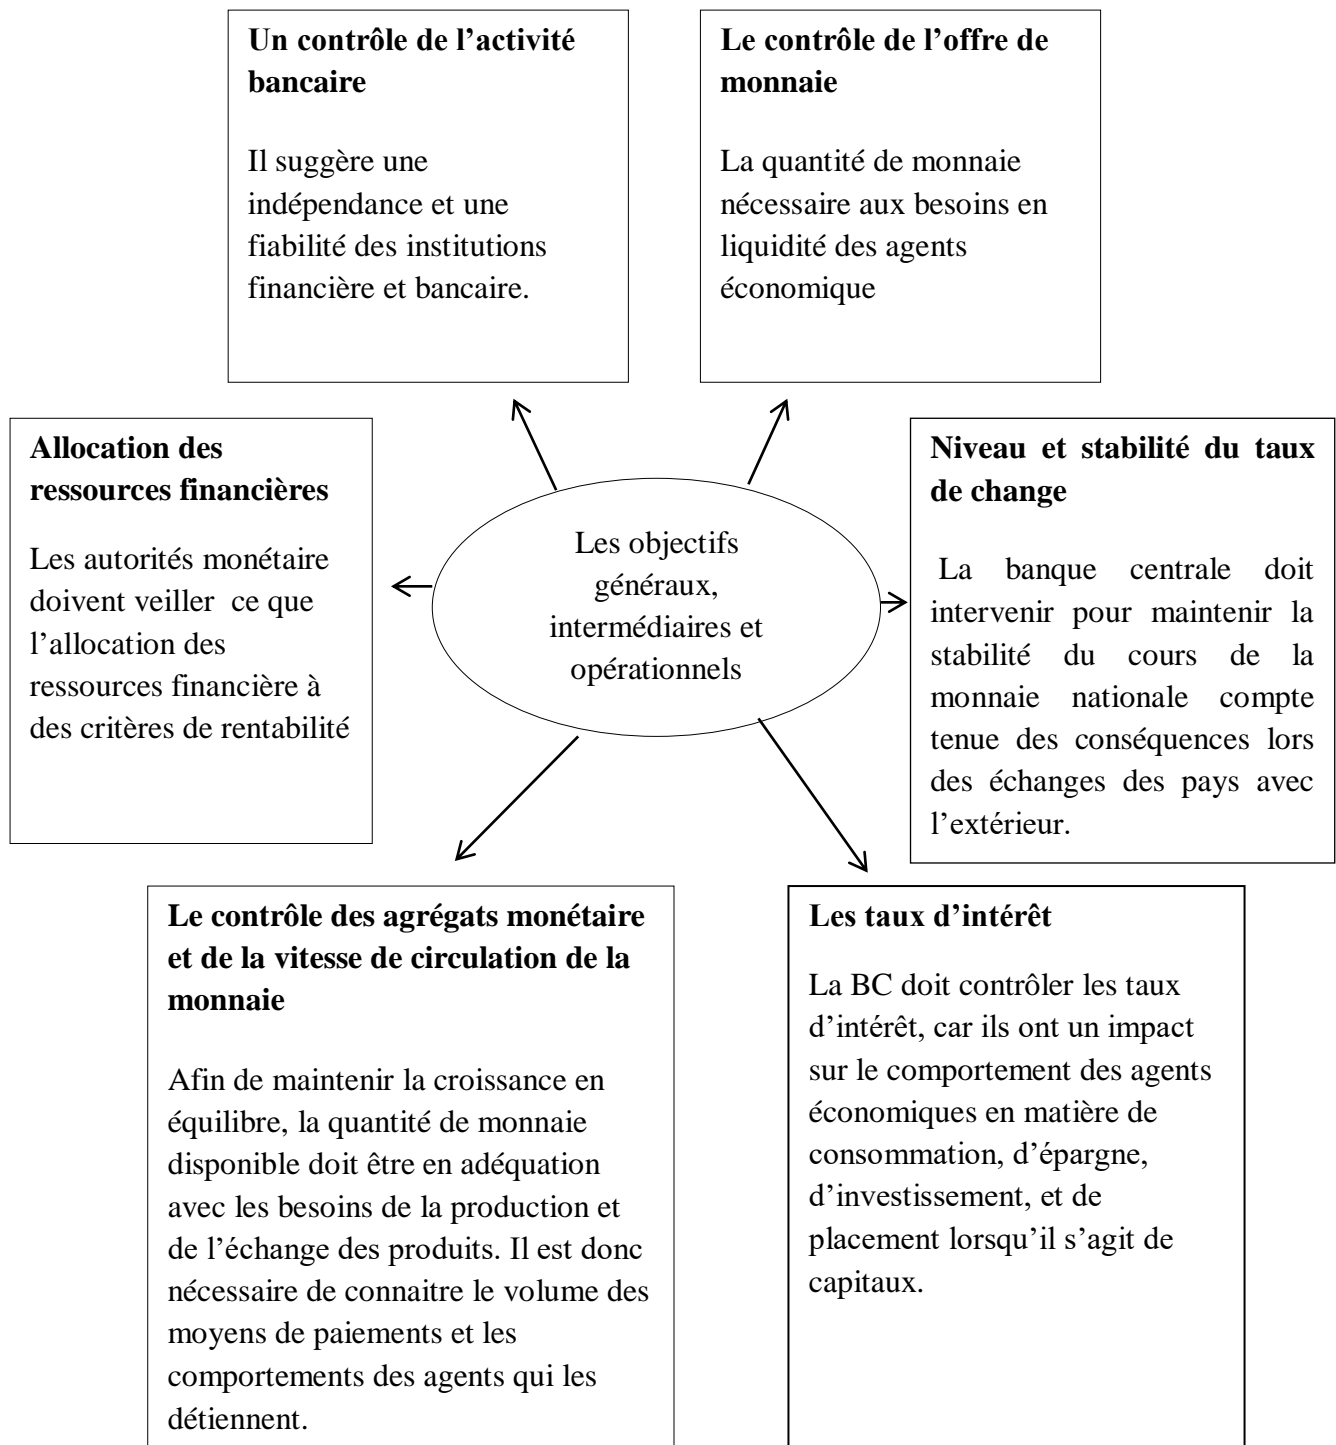 Un contrôle de l’activité
bancaire
Il suggère une
indépendance et une
fiabilité des institutions
financière et bancaire.
Le contrôle de l’offre de
monnaie
La quantité de monnaie
nécessaire aux besoins en
liquidité des agents
économique
Allocation des
ressources financières
Les autorités monétaire
doivent veiller ce que
l’allocation des
ressources financière à
des critères de rentabilité
Les objectifs
généraux,
intermédiaires et
opérationnels
Niveau et stabilité du taux
de change
La banque centrale doit
intervenir pour maintenir la
stabilité du cours de la
monnaie nationale compte
tenue des conséquences lors
des échanges des pays avec
l’extérieur.
Le contrôle des agrégats monétaire
et de la vitesse de circulation de la
monnaie
Afin de maintenir la croissance en
équilibre, la quantité de monnaie
disponible doit être en adéquation
avec les besoins de la production et
de l’échange des produits. Il est donc
nécessaire de connaitre le volume des
moyens de paiements et les
comportements des agents qui les
détiennent.
Les taux d’intérêt
La BC doit contrôler les taux
d’intérêt, car ils ont un impact
sur le comportement des agents
économiques en matière de
consommation, d’épargne,
d’investissement, et de
placement lorsqu’il s’agit de
capitaux.